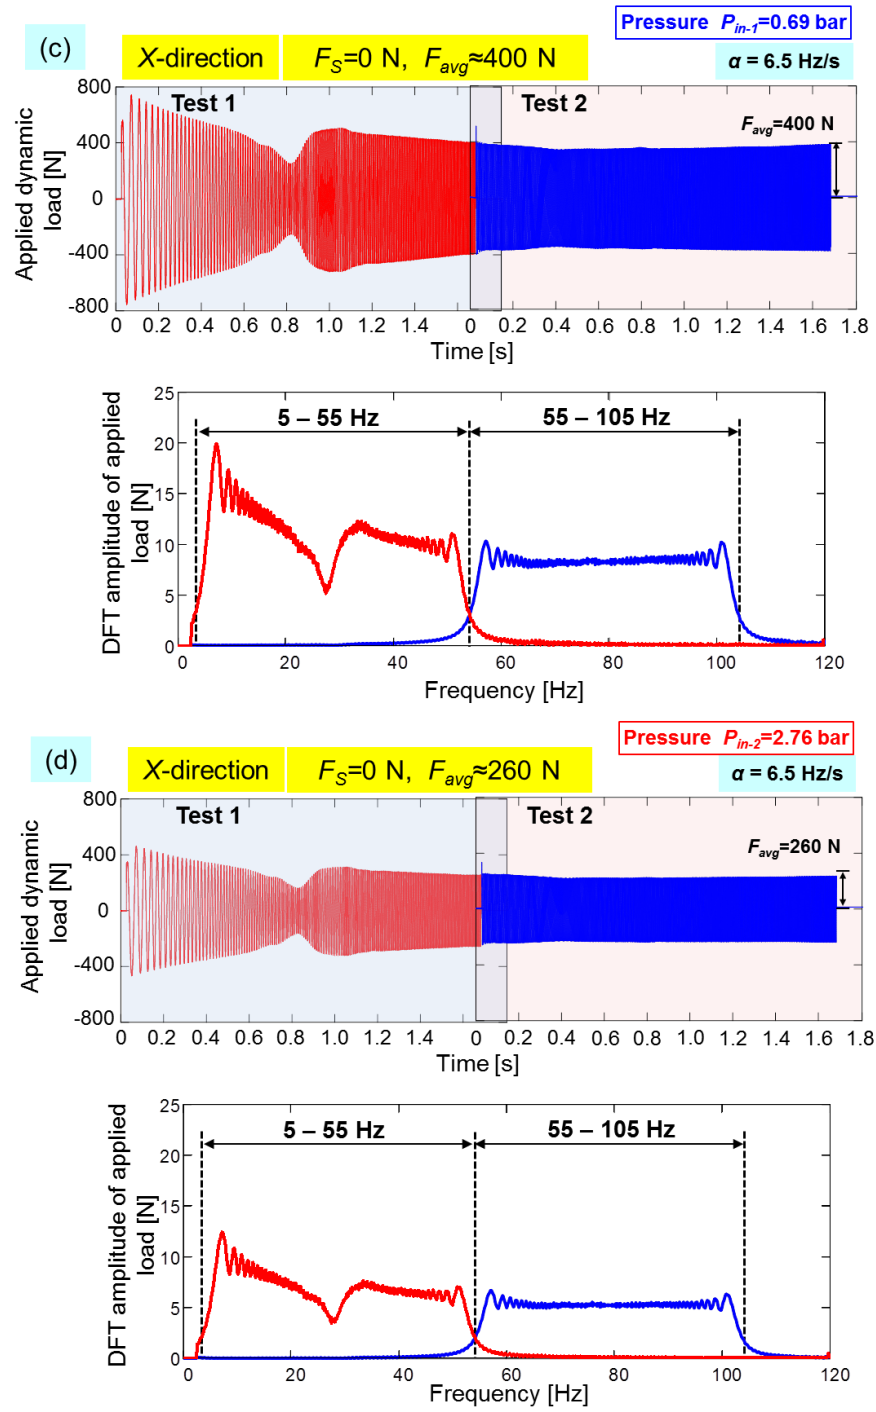 (c)
Pressure P_in-1=0.69 bar
X-direction
F_S=0 N, F_avg≈400 N
α = 6.5 Hz/s
Applied dynamic
load [N]
800
400
0
-400
-800
Test 1
Test 2
F_avg=400 N
0 0.2 0.4 0.6 0.8 1.0 1.2 1.4 0 0.2 0.4 0.6 0.8 1.0 1.2 1.4 1.6 1.8
Time [s]
DFT amplitude of applied
load [N]
25
20
15
10
5
0
5 – 55 Hz
55 – 105 Hz
0 20 40 60 80 100 120
Frequency [Hz]
(d)
Pressure P_in-2=2.76 bar
X-direction
F_S=0 N, F_avg≈260 N
α = 6.5 Hz/s
Applied dynamic
load [N]
800
400
0
-400
-800
Test 1
Test 2
F_avg=260 N
0 0.2 0.4 0.6 0.8 1.0 1.2 1.4 0 0.2 0.4 0.6 0.8 1.0 1.2 1.4 1.6 1.8
Time [s]
DFT amplitude of applied
load [N]
25
20
15
10
5
0
5 – 55 Hz
55 – 105 Hz
0 20 40 60 80 100 120
Frequency [Hz]